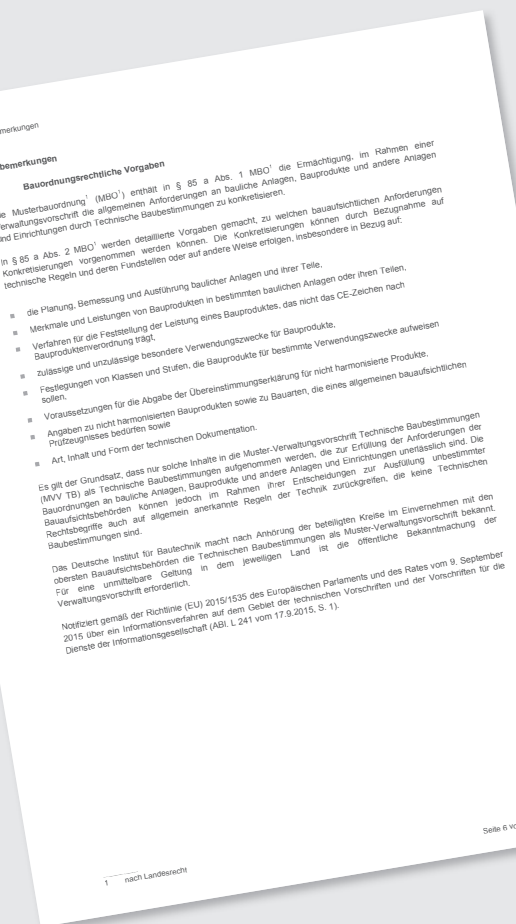 merkungen
bemerkungen
Bauordnungsrechtliche Vorgaben
e Musterbauordnung¹ (MBO¹) enthält in § 85 a Abs. 1 MBO¹ die Ermächtigung, im Rahmen einer
erwaltungsvorschrift die allgemeinen Anforderungen an bauliche Anlagen, Bauprodukte und andere Anlagen
nd Einrichtungen durch Technische Baubestimmungen zu konkretisieren.
In § 85 a Abs. 2 MBO¹ werden detaillierte Vorgaben gemacht, zu welchen bauaufsichtlichen Anforderungen
Konkretisierungen vorgenommen werden können. Die Konkretisierungen können durch Bezugnahme auf
technische Regeln und deren Fundstellen oder auf andere Weise erfolgen, insbesondere in Bezug auf:
▪ die Planung, Bemessung und Ausführung baulicher Anlagen und ihrer Teile,
▪ Merkmale und Leistungen von Bauprodukten in bestimmten baulichen Anlagen oder ihren Teilen,
▪ Verfahren für die Feststellung der Leistung eines Bauproduktes, das nicht das CE-Zeichen nach
Bauproduktenverordnung trägt,
▪ zulässige und unzulässige besondere Verwendungszwecke für Bauprodukte,
▪ Festlegungen von Klassen und Stufen, die Bauprodukte für bestimmte Verwendungszwecke aufweisen
sollen,
▪ Voraussetzungen für die Abgabe der Übereinstimmungserklärung für nicht harmonisierte Produkte,
▪ Angaben zu nicht harmonisierten Bauprodukten sowie zu Bauarten, die eines allgemeinen bauaufsichtlichen
Prüfzeugnisses bedürfen sowie
▪ Art, Inhalt und Form der technischen Dokumentation.
Es gilt der Grundsatz, dass nur solche Inhalte in die Muster-Verwaltungsvorschrift Technische Baubestimmungen
(MVV TB) als Technische Baubestimmungen aufgenommen werden, die zur Erfüllung der Anforderungen der
Bauordnungen an bauliche Anlagen, Bauprodukte und andere Anlagen und Einrichtungen unerlässlich sind. Die
Bauaufsichtsbehörden können jedoch im Rahmen ihrer Entscheidungen zur Ausfüllung unbestimmter
Rechtsbegriffe auch auf allgemein anerkannte Regeln der Technik zurückgreifen, die keine Technischen
Baubestimmungen sind.
Das Deutsche Institut für Bautechnik macht nach Anhörung der beteiligten Kreise im Einvernehmen mit den
obersten Bauaufsichtsbehörden die Technischen Baubestimmungen als Muster-Verwaltungsvorschrift bekannt.
Für eine unmittelbare Geltung in dem jeweiligen Land ist die öffentliche Bekanntmachung der
Verwaltungsvorschrift erforderlich.
Notifiziert gemäß der Richtlinie (EU) 2015/1535 des Europäischen Parlaments und des Rates vom 9. September
2015 über ein Informationsverfahren auf dem Gebiet der technischen Vorschriften und der Vorschriften für die
Dienste der Informationsgesellschaft (ABl. L 241 vom 17.9.2015, S. 1).
1 nach Landesrecht
Seite 6 vo